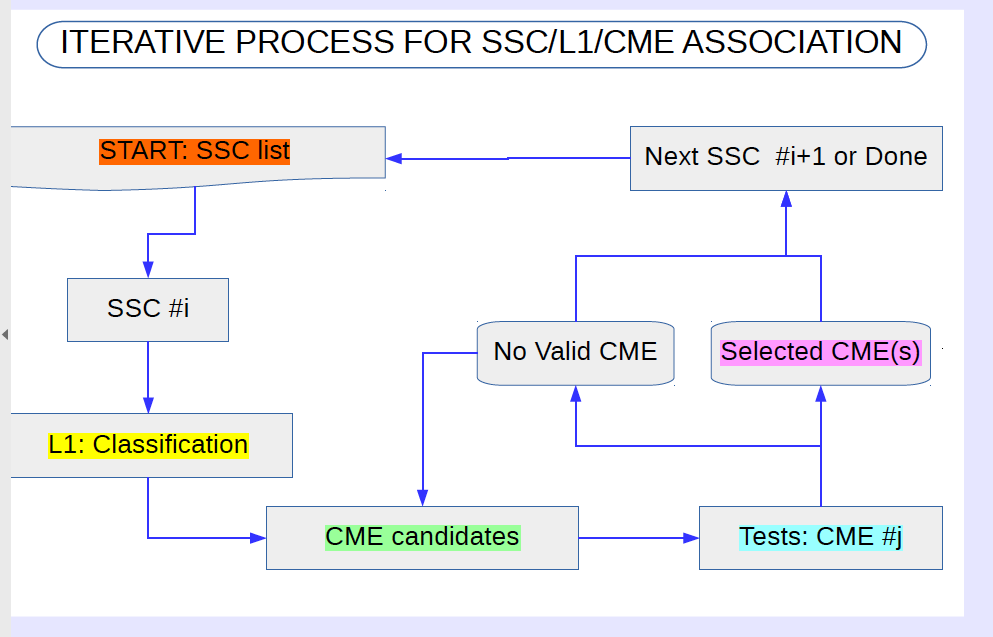 ITERATIVE PROCESS FOR SSC/L1/CME ASSOCIATION
START: SSC list
Next SSC  #i+1 or Done
SSC #i
No Valid CME
Selected CME(s)
L1: Classification
CME candidates
Tests: CME #j